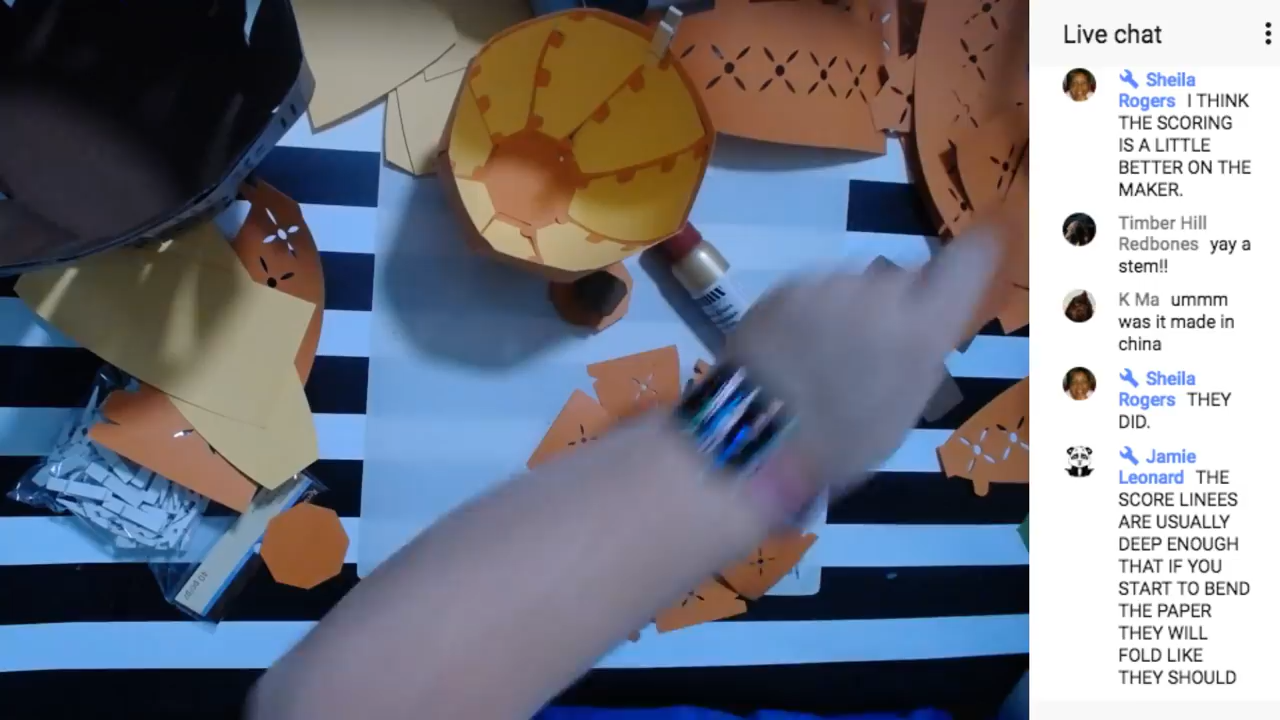 Live chat
Sheila
Rogers I THINK
THE SCORING
IS A LITTLE
BETTER ON THE
MAKER.
Timber Hill
Redbones yay a
stem!!
K Ma ummm
was it made in
china
Sheila
Rogers THEY
DID.
Jamie
Leonard THE
SCORE LINEES
ARE USUALLY
DEEP ENOUGH
THAT IF YOU
START TO BEND
THE PAPER
THEY WILL
FOLD LIKE
THEY SHOULD